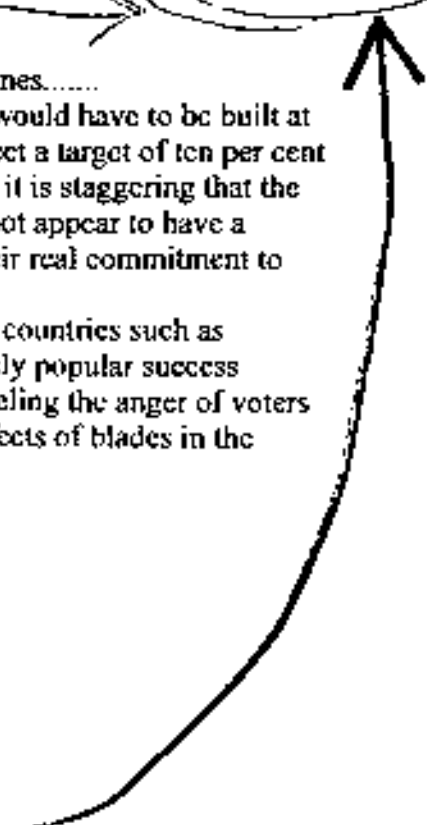 nes.......
would have to be built at
et a target of ten per cent
it is staggering that the
ot appear to have a
ir real commitment to
countries such as
ly popular success
eling the anger of voters
ects of blades in the